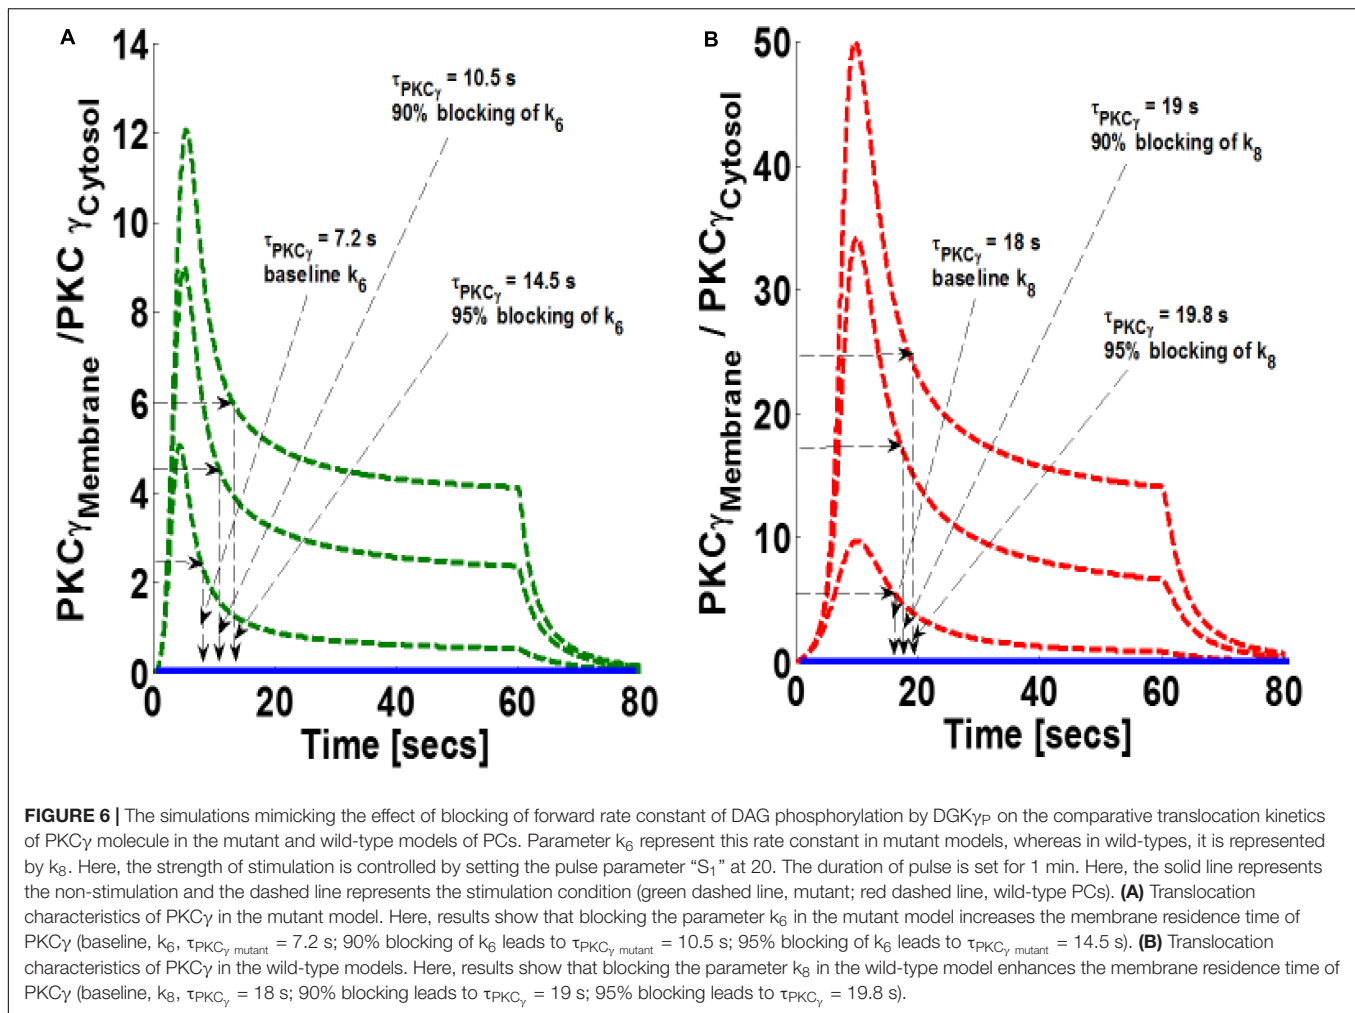 A
PKCγMembrane /PKC γCytosol
14
12
10
8
6
4
2
0
τPKCγ = 10.5 s
90% blocking of k6
τPKCγ = 7.2 s
baseline k6
τPKCγ = 14.5 s
95% blocking of k6
0 20 40 60 80
Time [secs]
B
PKCγMembrane / PKCγCytosol
50
40
30
20
10
0
τPKCγ = 19 s
90% blocking of k8
τPKCγ = 18 s
baseline k8
τPKCγ = 19.8 s
95% blocking of k8
0 20 40 60 80
Time [secs]
FIGURE 6 | The simulations mimicking the effect of blocking of forward rate constant of DAG phosphorylation by DGKγP on the comparative translocation kinetics
of PKCγ molecule in the mutant and wild-type models of PCs. Parameter k6 represent this rate constant in mutant models, whereas in wild-types, it is represented
by k8. Here, the strength of stimulation is controlled by setting the pulse parameter “S1” at 20. The duration of pulse is set for 1 min. Here, the solid line represents
the non-stimulation and the dashed line represents the stimulation condition (green dashed line, mutant; red dashed line, wild-type PCs). (A) Translocation
characteristics of PKCγ in the mutant model. Here, results show that blocking the parameter k6 in the mutant model increases the membrane residence time of
PKCγ (baseline, k6, τPKCγ mutant = 7.2 s; 90% blocking of k6 leads to τPKCγ mutant = 10.5 s; 95% blocking of k6 leads to τPKCγ mutant = 14.5 s). (B) Translocation
characteristics of PKCγ in the wild-type models. Here, results show that blocking the parameter k8 in the wild-type model enhances the membrane residence time of
PKCγ (baseline, k8, τPKCγ = 18 s; 90% blocking leads to τPKCγ = 19 s; 95% blocking leads to τPKCγ = 19.8 s).